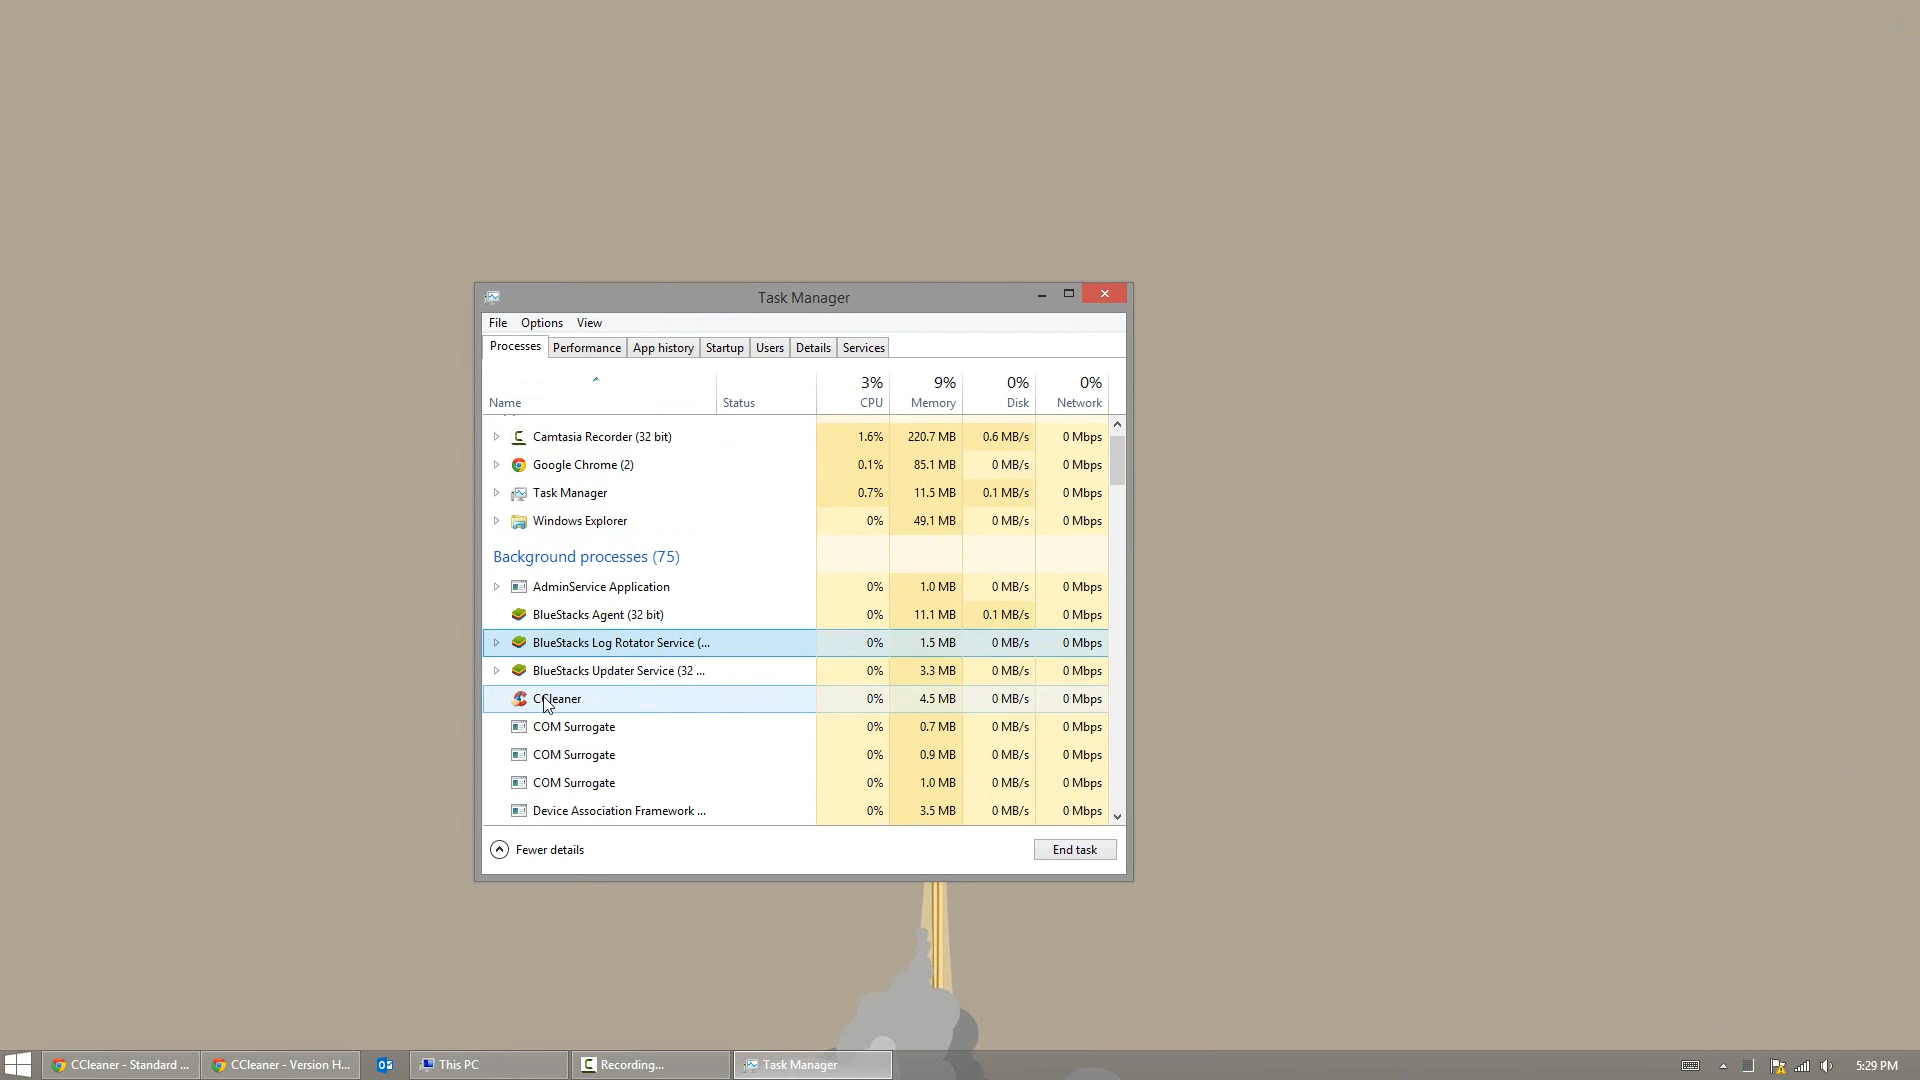 Task Manager
File Options View
Processes Performance App history Startup Users Details Services
3% 9% 0% 0%
Name Status CPU Memory Disk Network
Camtasia Recorder (32 bit) 1.6% 220.7 MB 0.6 MB/s 0 Mbps
Google Chrome (2) 0.1% 85.1 MB 0 MB/s 0 Mbps
Task Manager 0.7% 11.5 MB 0.1 MB/s 0 Mbps
Windows Explorer 0% 49.1 MB 0 MB/s 0 Mbps
Background processes (75)
AdminService Application 0% 1.0 MB 0 MB/s 0 Mbps
BlueStacks Agent (32 bit) 0% 11.1 MB 0.1 MB/s 0 Mbps
BlueStacks Log Rotator Service (... 0% 1.5 MB 0 MB/s 0 Mbps
BlueStacks Updater Service (32 ... 0% 3.3 MB 0 MB/s 0 Mbps
CCleaner 0% 4.5 MB 0 MB/s 0 Mbps
COM Surrogate 0% 0.7 MB 0 MB/s 0 Mbps
COM Surrogate 0% 0.9 MB 0 MB/s 0 Mbps
COM Surrogate 0% 1.0 MB 0 MB/s 0 Mbps
Device Association Framework ... 0% 3.5 MB 0 MB/s 0 Mbps
Fewer details End task
CCleaner - Standard ... CCleaner - Version H... This PC Recording... Task Manager 5:29 PM